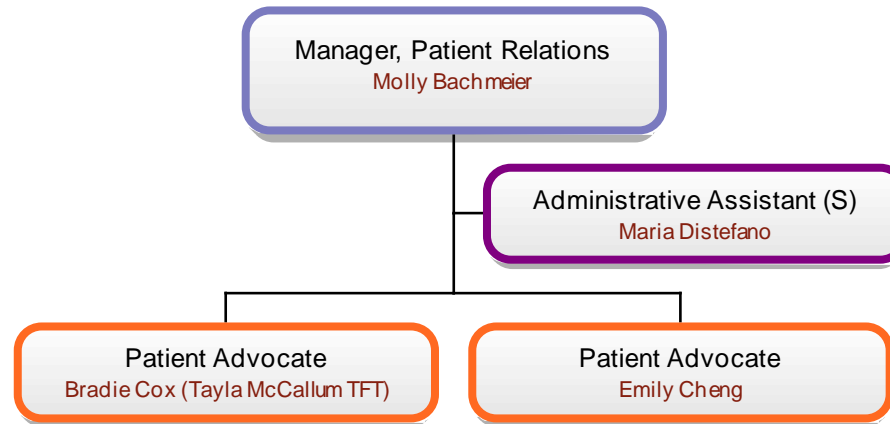 Manager, Patient Relations
Molly Bachmeier
Administrative Assistant (S)
Maria Distefano
Patient Advocate
Bradie Cox (Tayla McCallum TFT)
Patient Advocate
Emily Cheng